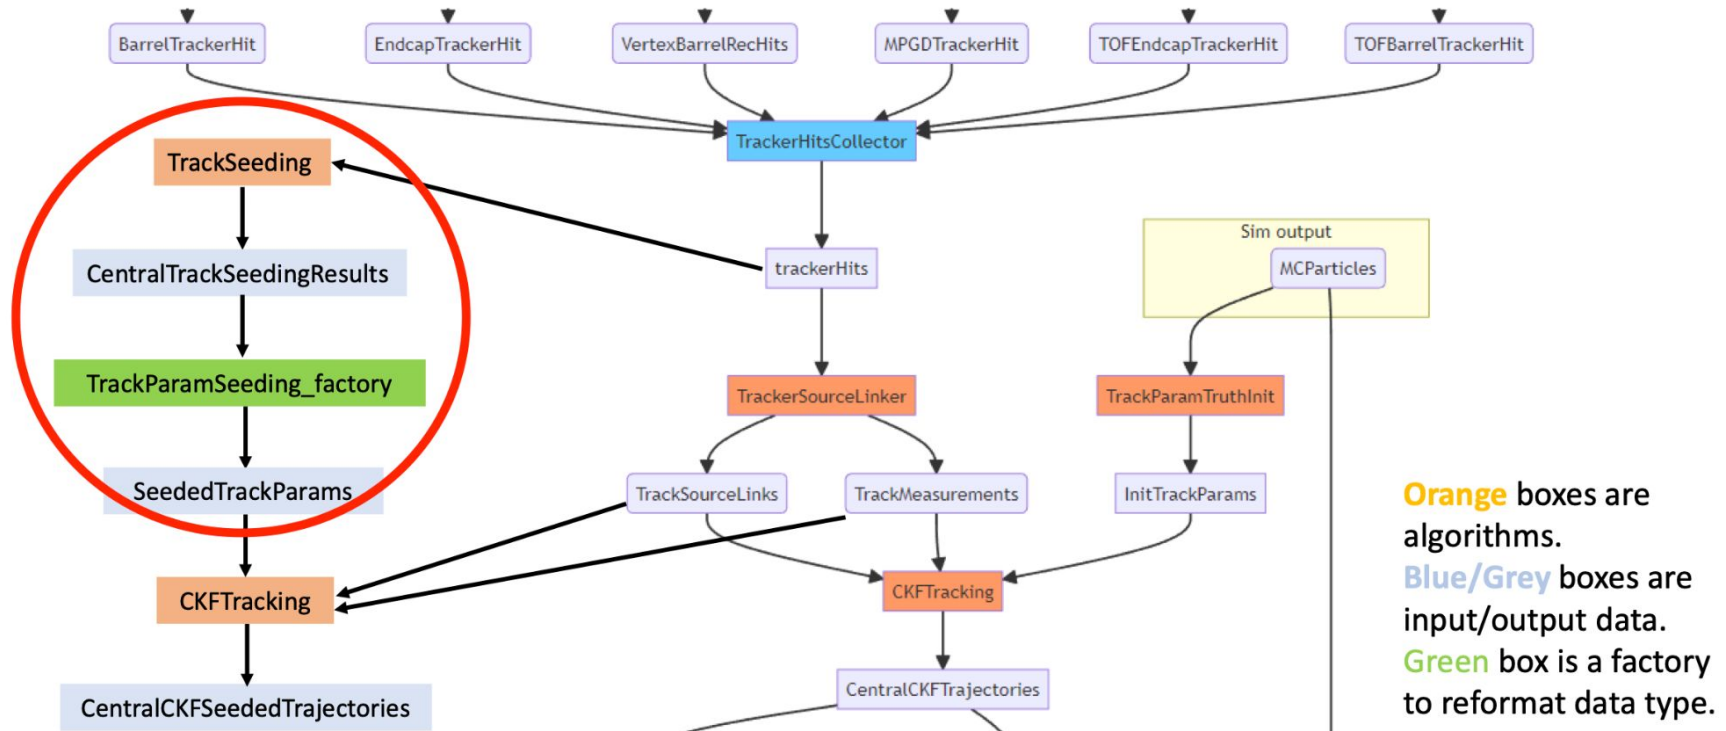 BarrelTrackerHit
EndcapTrackerHit
VertexBarrelRecHits
MPGDTrackerHit
TOFEndcapTrackerHit
TOFBarrelTrackerHit
TrackerHitsCollector
TrackSeeding
Sim output
CentralTrackSeedingResults
trackerHits
MCParticles
TrackParamSeeding_factory
TrackerSourceLinker
TrackParamTruthInit
SeededTrackParams
TrackSourceLinks
TrackMeasurements
InitTrackParams
CKFTracking
CKFTracking
CentralCKFSeededTrajectories
CentralCKFTrajectories
Orange boxes are
algorithms.
Blue/Grey boxes are
input/output data.
Green box is a factory
to reformat data type.